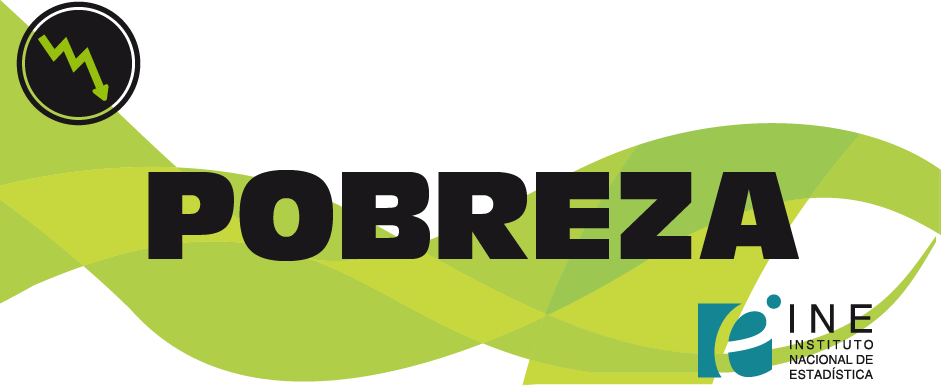 POBREZA
INE
INSTITUTO
NACIONAL DE
ESTADÍSTICA